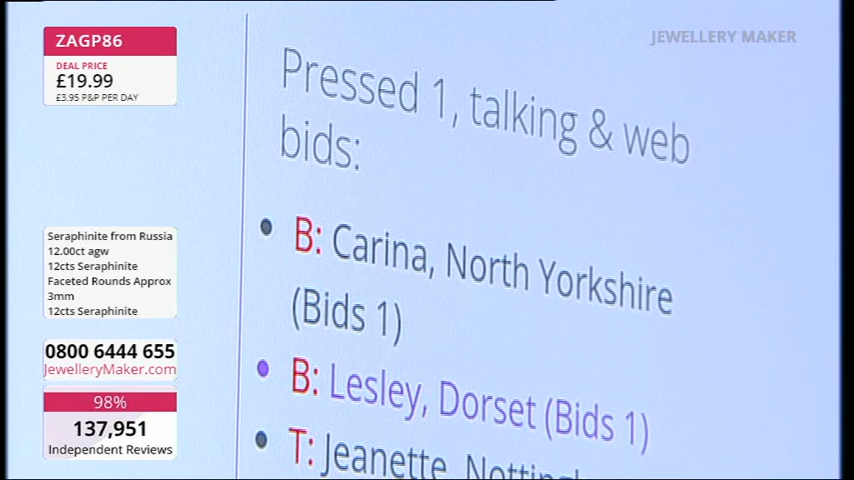 ZAGP86
DEAL PRICE
£19.99
£3.95 P&P PER DAY
JEWELLERY MAKER
Pressed 1, talking & web
bids:
B: Carina, North Yorkshire
(Bids 1)
B: Lesley, Dorset (Bids 1)
T: Jeanette,
Seraphinite from Russia
12.00ct agw
12cts Seraphinite
Faceted Rounds Approx
3mm
12cts Seraphinite
0800 6444 655
JewelleryMaker.com
98%
137,951
Independent Reviews